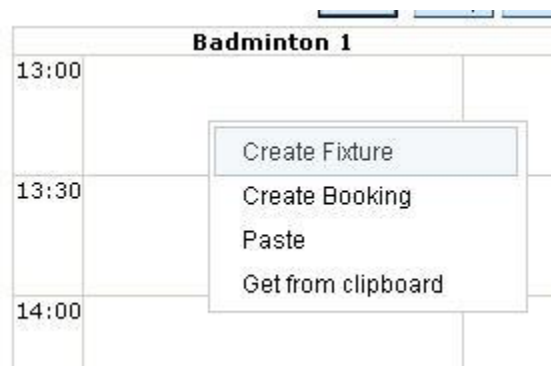 Badminton 1
13:00
Create Fixture
13:30
Create Booking
Paste
Get from clipboard
14:00